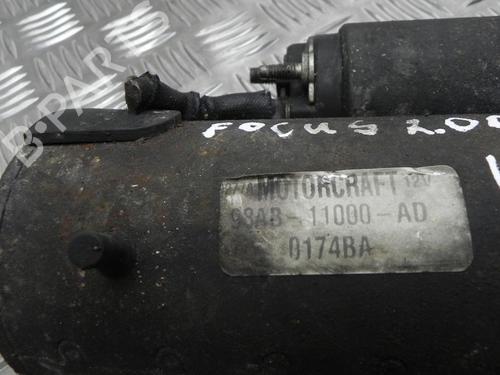 B-PARTS
FOCUS 2.0
MOTORCRAFT 12V
98AB-11000-AD
0174BA